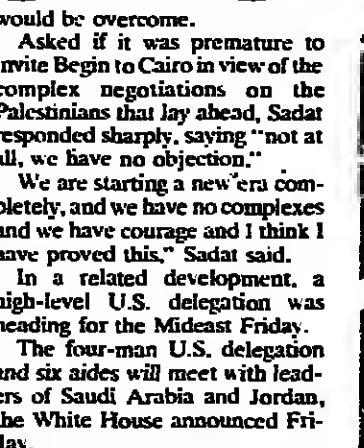 would be overcome.
Asked if it was premature to
invite Begin to Cairo in view of the
complex negotiations on the
Palestinians that lay ahead, Sadat
responded sharply, saying "not at
all, we have no objection."
We are starting a new era com-
pletely, and we have no complexes
and we have courage and I think I
have proved this," Sadat said.
In a related development, a
high-level U.S. delegation was
heading for the Mideast Friday.
The four-man U.S. delegation
and six aides will meet with lead-
ers of Saudi Arabia and Jordan,
the White House announced Fri-
day.